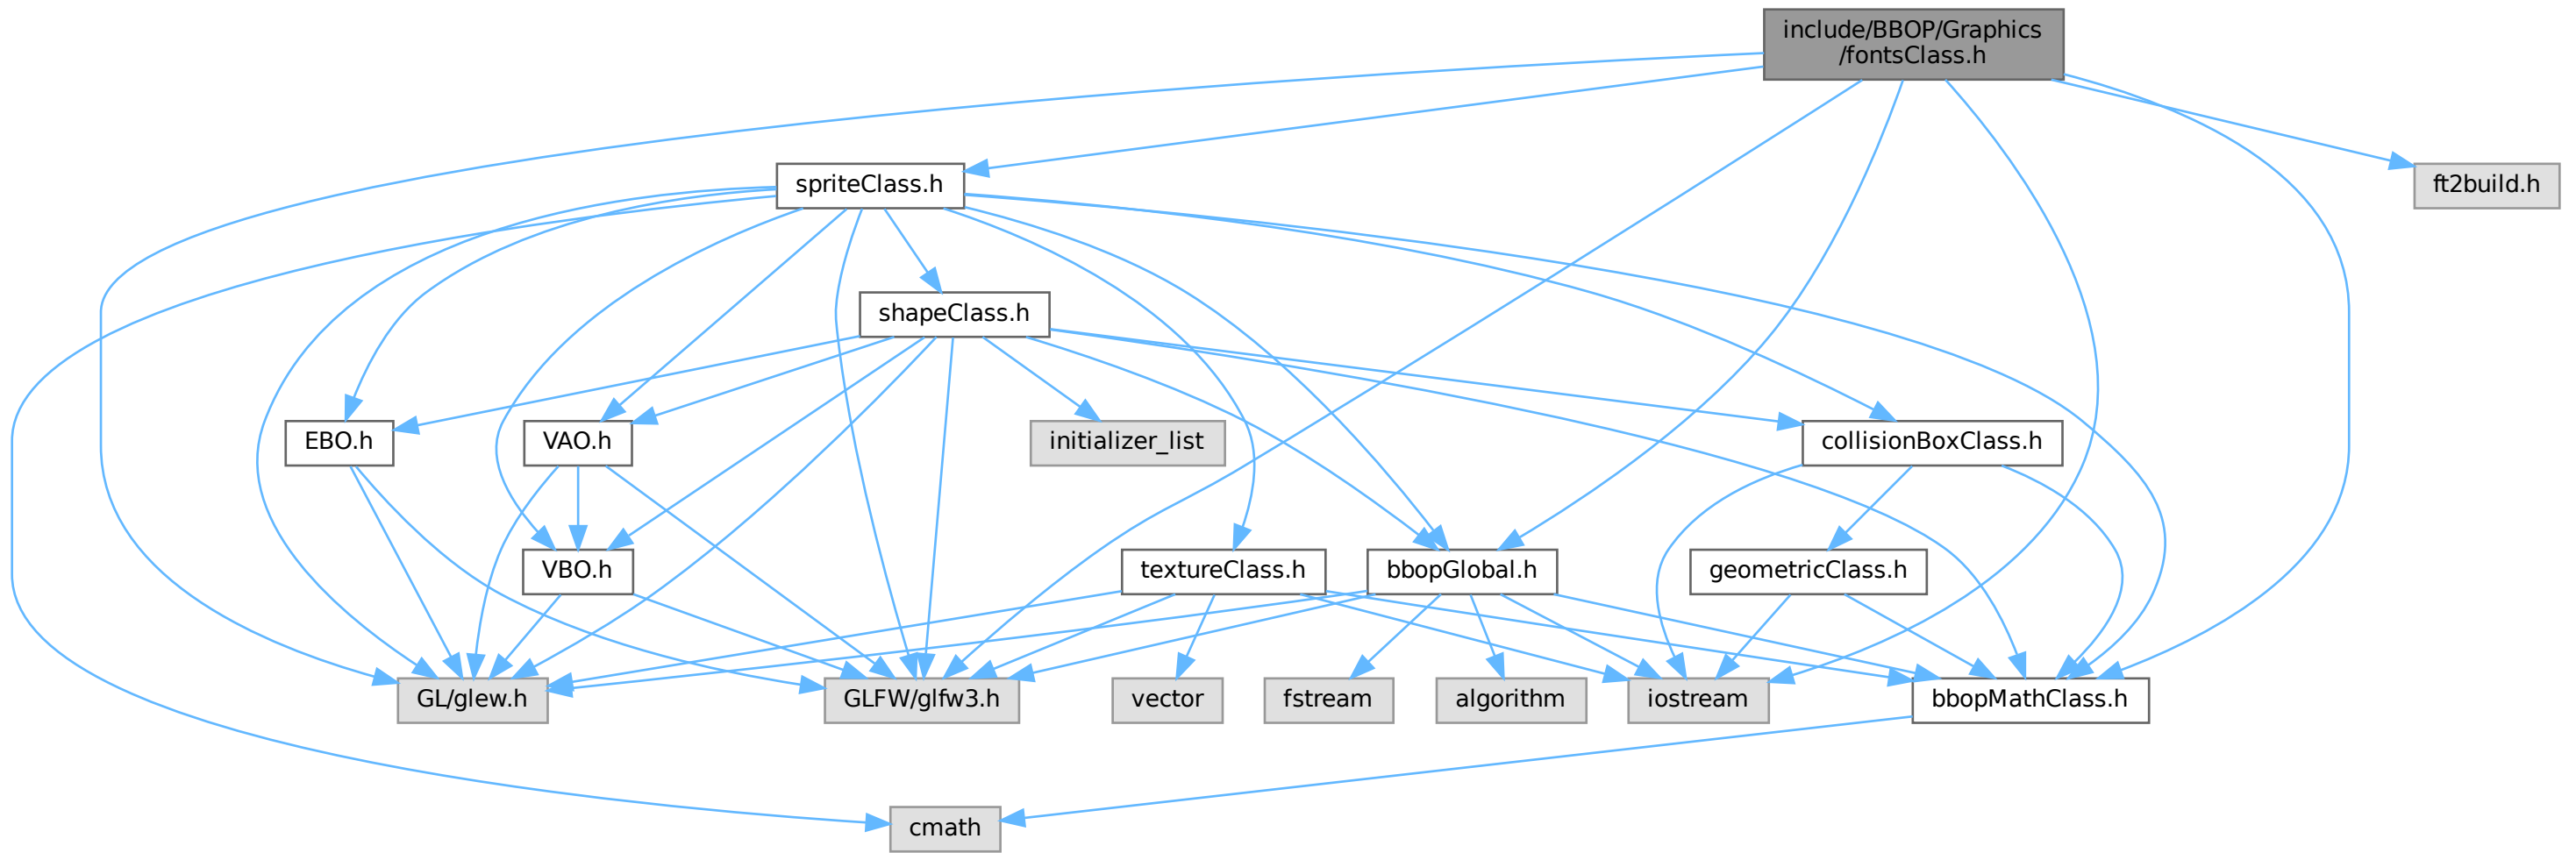 include/BBOP/Graphics
/fontsClass.h
spriteClass.h
ft2build.h
shapeClass.h
EBO.h
VAO.h
initializer_list
collisionBoxClass.h
VBO.h
textureClass.h
bbopGlobal.h
geometricClass.h
GL/glew.h
GLFW/glfw3.h
vector
fstream
algorithm
iostream
bbopMathClass.h
cmath